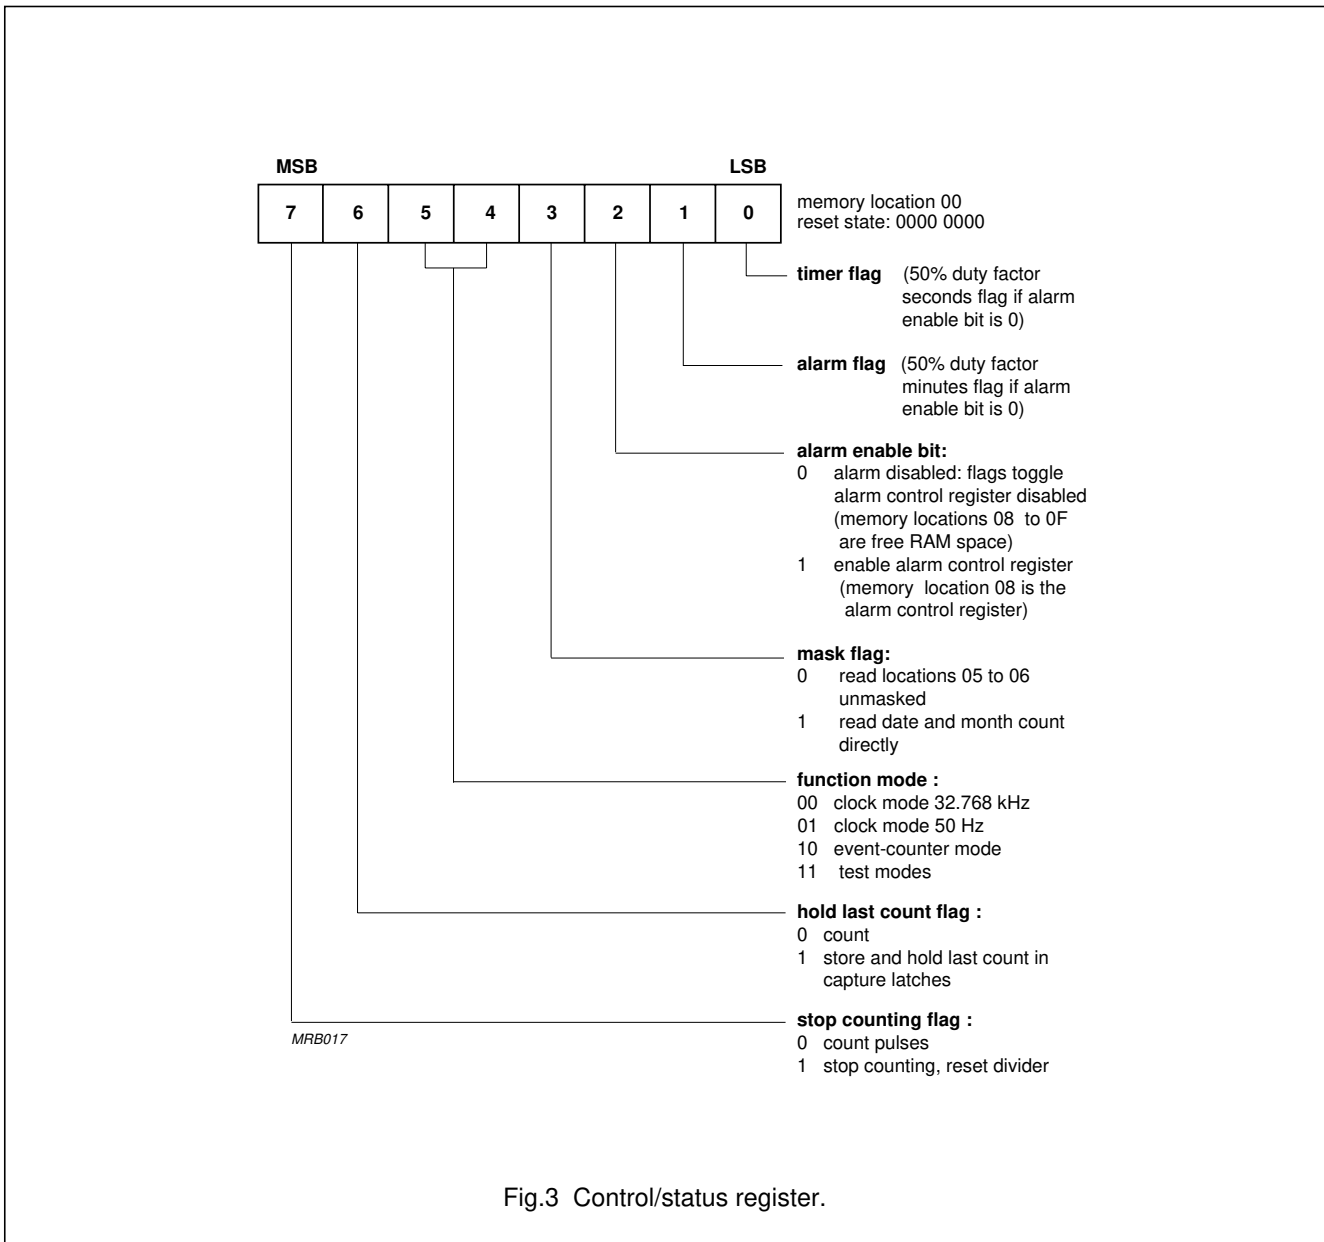 MSB LSB
7 6 5 4 3 2 1 0
memory location 00
reset state: 0000 0000
timer flag (50% duty factor
seconds flag if alarm
enable bit is 0)
alarm flag (50% duty factor
minutes flag if alarm
enable bit is 0)
alarm enable bit:
0 alarm disabled: flags toggle
alarm control register disabled
(memory locations 08 to 0F
are free RAM space)
1 enable alarm control register
(memory location 08 is the
alarm control register)
mask flag:
0 read locations 05 to 06
unmasked
1 read date and month count
directly
function mode :
00 clock mode 32.768 kHz
01 clock mode 50 Hz
10 event-counter mode
11 test modes
hold last count flag :
0 count
1 store and hold last count in
capture latches
stop counting flag :
0 count pulses
1 stop counting, reset divider
MRB017
Fig.3 Control/status register.